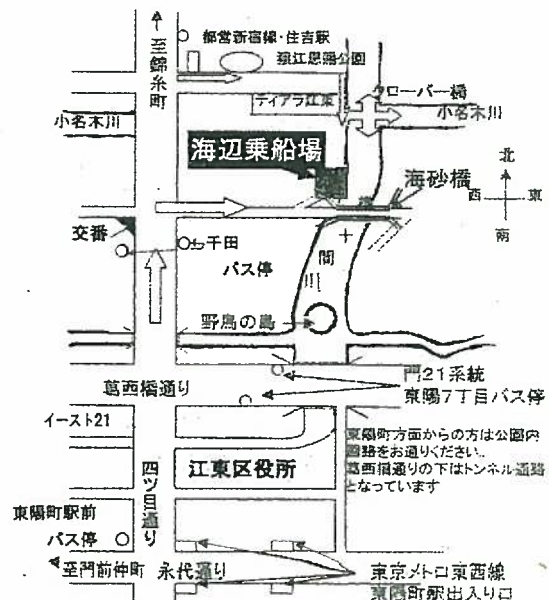 至錦糸町
都営新宿線・住吉駅
猿江恩賜公園
ティアラ江東
クローバー橋
小名木川
小名木川
海辺乗船場
海砂橋
北
西
東
南
交番
千田
バス停
横
間
川
野鳥の島
葛西橋通り
門21系統
東陽7丁目バス停
イースト21
東陽町方面からの方は公園内
園路をお通りください。
葛西橋通りの下はトンネル通路
となっています
江東区役所
四ツ目通り
東陽町駅前
バス停
至門前仲町 永代通り
東京メトロ東西線
東陽町駅出入り口